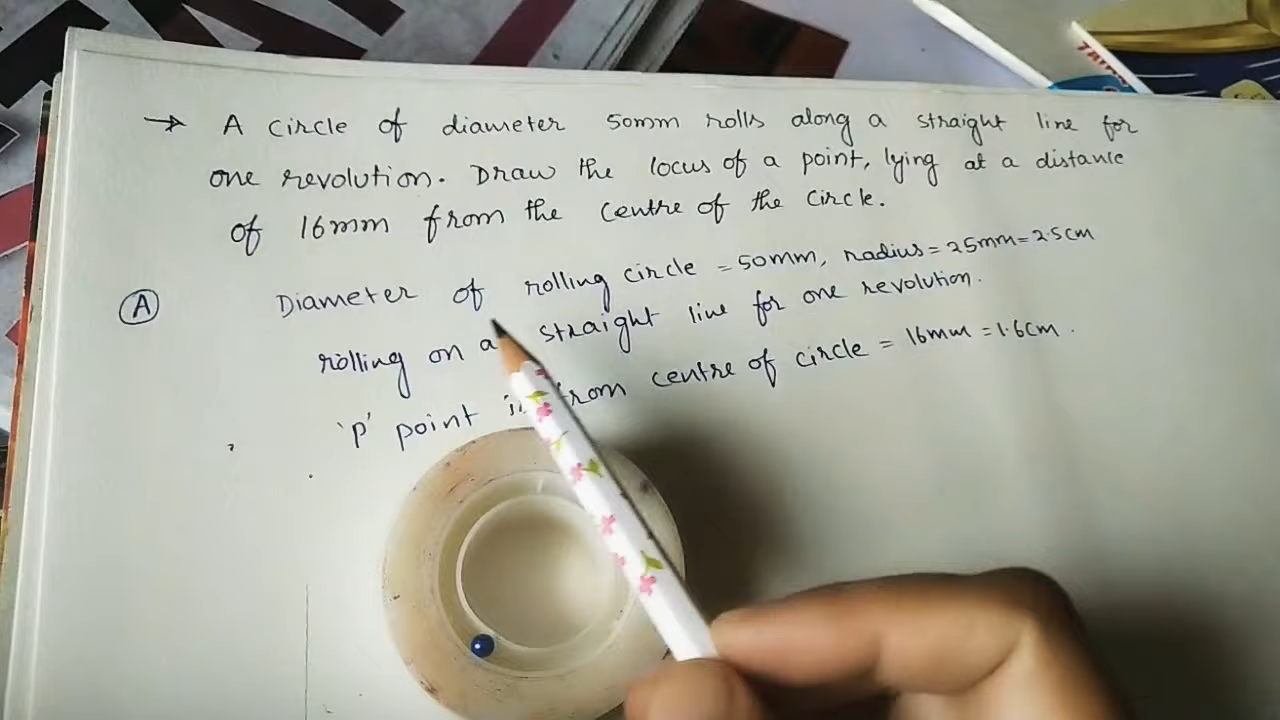 → A circle of diameter 50mm rolls along a straight line for
one revolution. Draw the locus of a point, lying at a distance
of 16mm from the centre of the circle.
A Diameter of rolling circle = 50mm, radius = 25mm = 2.5cm
rolling on a straight line for one revolution.
'P' point from centre of circle = 16mm = 1.6cm.